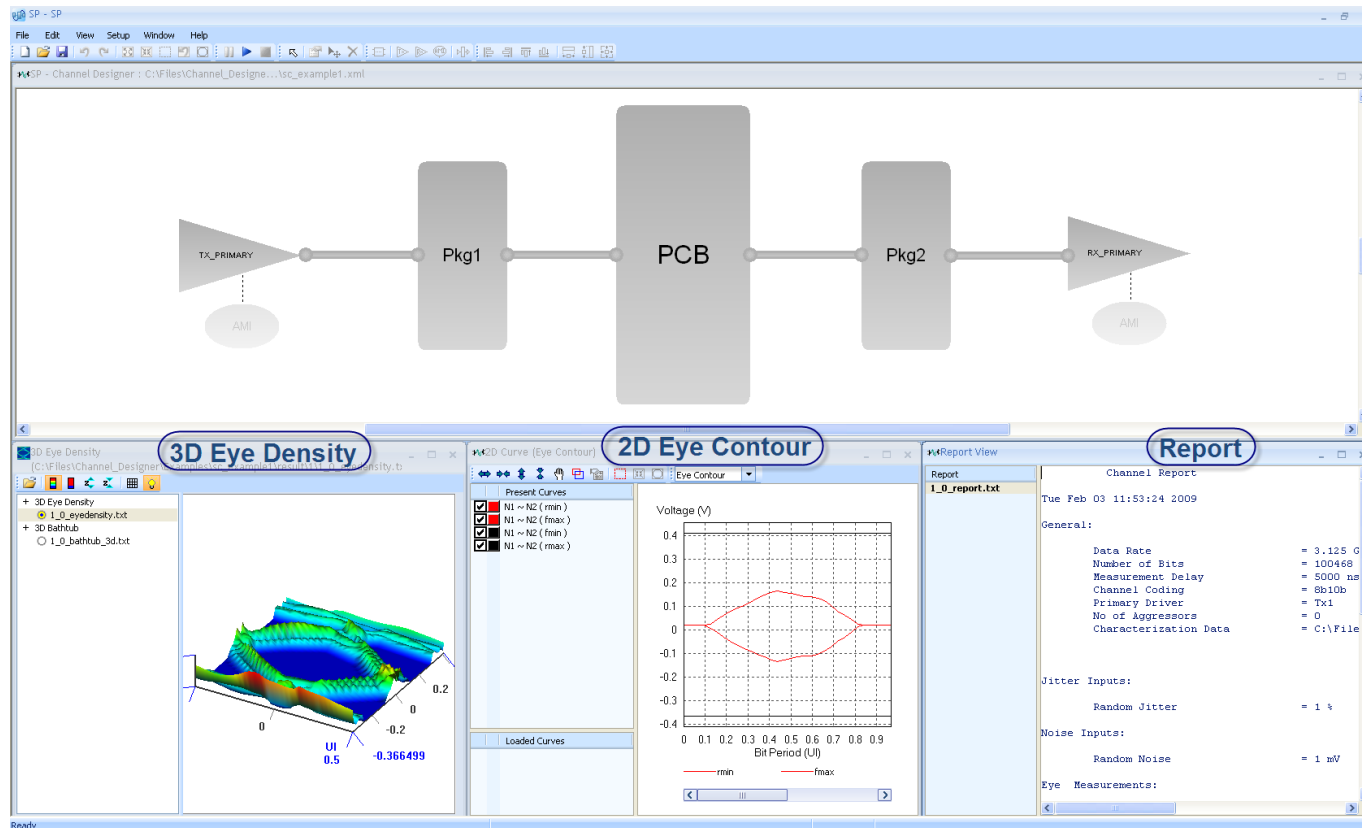 SP - SP
File Edit View Setup Window Help
SP - Channel Designer : C:\Files\Channel_Designe...\sc_example1.xml
TX_PRIMARY
AMI
Pkg1
PCB
Pkg2
RX_PRIMARY
AMI
3D Eye Density
3D Eye Density
[C:\Files\Channel_Designer\Examples\sc_example1\result\1\1_0_eyedensity.t
+ 3D Eye Density
1_0_eyedensity.txt
+ 3D Bathtub
1_0_bathtub_3d.txt
0
UI
0.5
-0.366499
-0.2
0
0.2
2D Eye Contour
2D Curve (Eye Contour)
Eye Contour
Present Curves
N1 ~ N2 ( rmin )
N1 ~ N2 ( fmax )
N1 ~ N2 ( fmin )
N1 ~ N2 ( rmax )
Loaded Curves
Voltage (V)
0.4
0.3
0.2
0.1
0
-0.1
-0.2
-0.3
-0.4
0 0.1 0.2 0.3 0.4 0.5 0.6 0.7 0.8 0.9
Bit Period (UI)
rmin fmax
Report
Report View
Report
1_0_report.txt
Channel Report
Tue Feb 03 11:53:24 2009
General:
Data Rate = 3.125 G
Number of Bits = 100468
Measurement Delay = 5000 ns
Channel Coding = 8b10b
Primary Driver = Tx1
No of Aggressors = 0
Characterization Data = C:\File
Jitter Inputs:
Random Jitter = 1 %
Noise Inputs:
Random Noise = 1 mV
Eye Measurements:
Ready